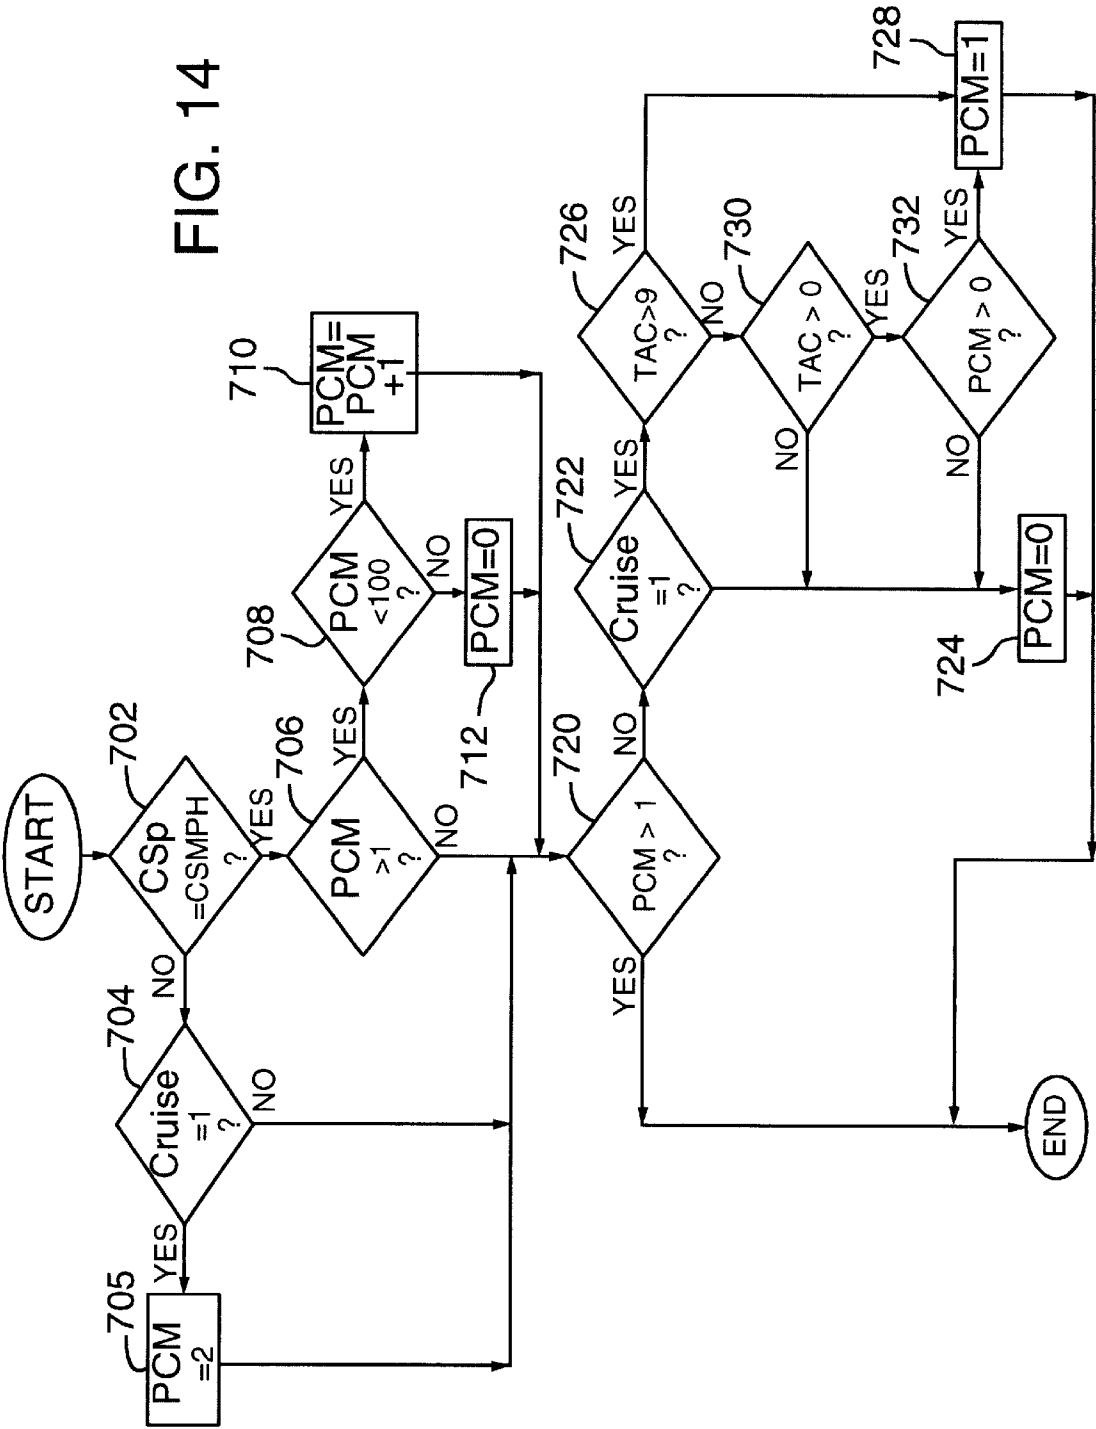 FIG. 14
START
702
CSp
=CSMPH
?
NO
YES
704
Cruise
=1
?
YES
NO
705
PCM
=2
706
PCM
>1
?
YES
NO
708
PCM
<100
?
YES
NO
710
PCM=
PCM
+1
712
PCM=0
720
PCM > 1
?
YES
NO
722
Cruise
=1
?
YES
724
PCM=0
726
TAC>9
?
YES
NO
728
PCM=1
730
TAC > 0
?
NO
YES
732
PCM > 0
?
NO
YES
END